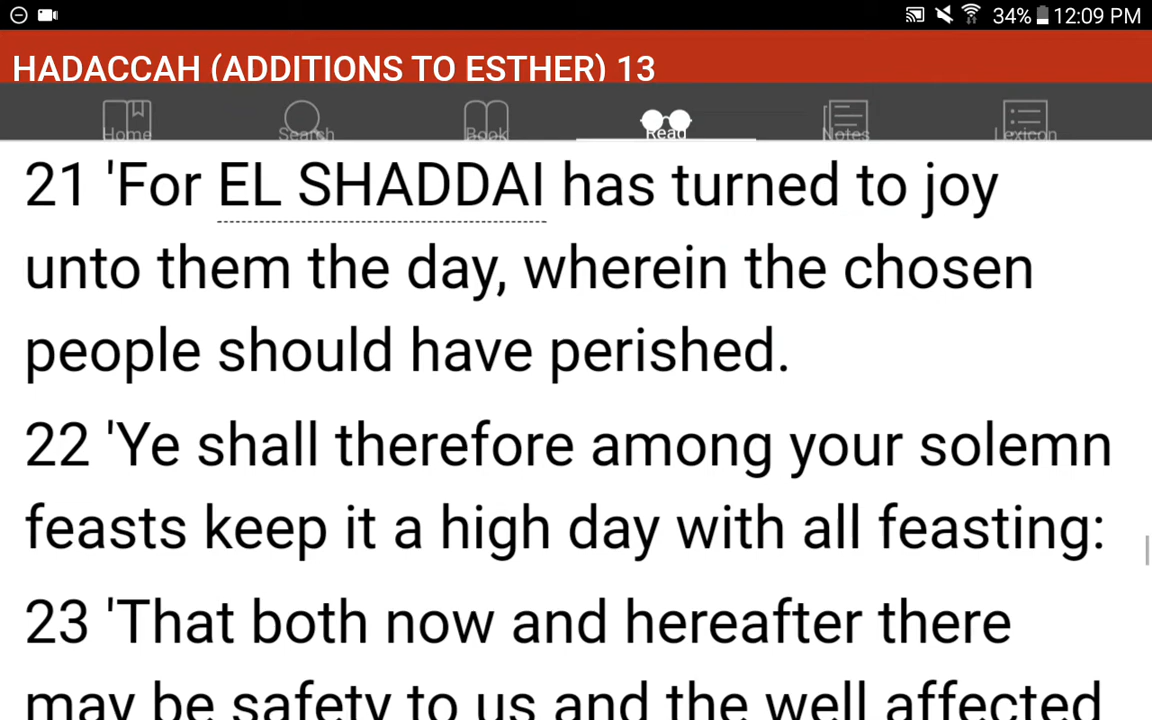 34% 12:09 PM
HADACCAH (ADDITIONS TO ESTHER) 13
Home Search Book Read Notes Lexicon
21 'For EL SHADDAI has turned to joy
unto them the day, wherein the chosen
people should have perished.
22 'Ye shall therefore among your solemn
feasts keep it a high day with all feasting:
23 'That both now and hereafter there
may be safety to us and the well affected